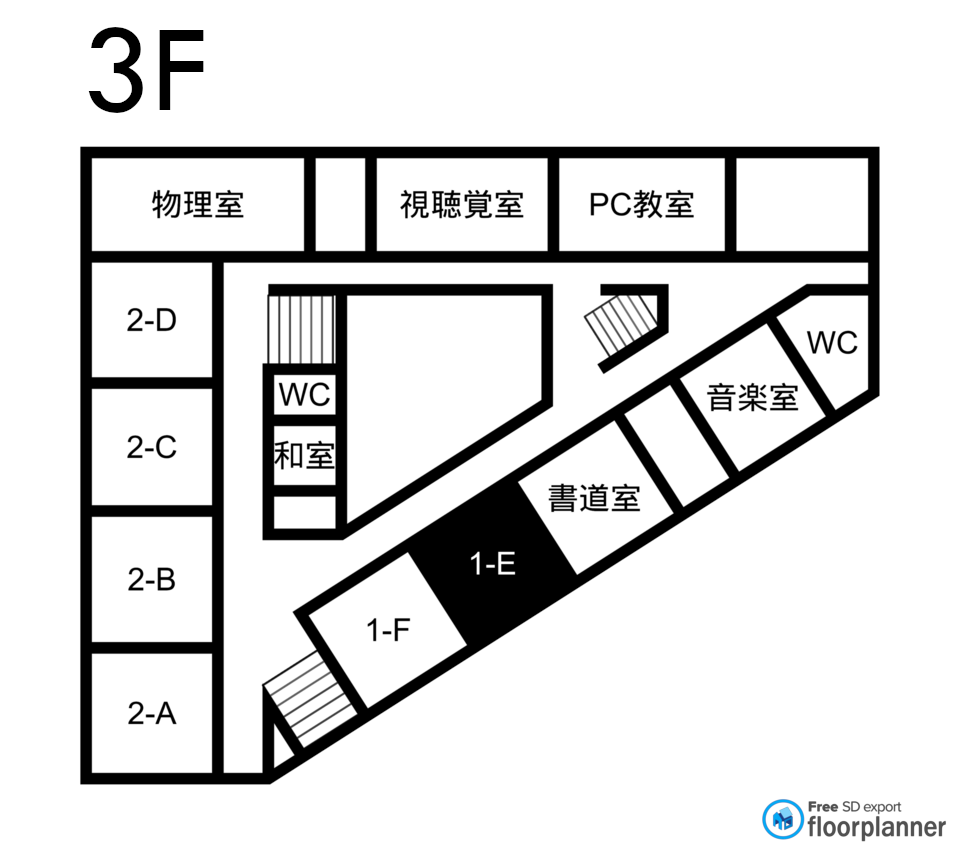 3F
物理室
視聴覚室
PC教室
2-D
WC
WC
音楽室
2-C
和室
書道室
2-B
1-E
1-F
2-A
Free SD export
floorplanner